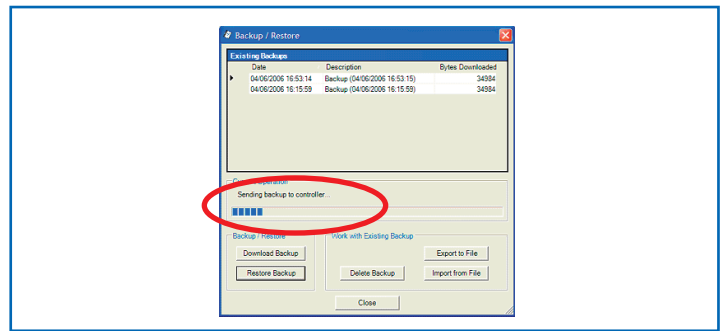 Backup / Restore
Existing Backups
Date Description Bytes Downloaded
04/06/2006 16:53:14 Backup (04/06/2006 16:53:15) 34984
04/06/2006 16:15:59 Backup (04/06/2006 16:15:59) 34984
Operation
Sending backup to controller...
Backup / Restore Work with Existing Backup
Download Backup Export to File
Restore Backup Delete Backup Import from File
Close